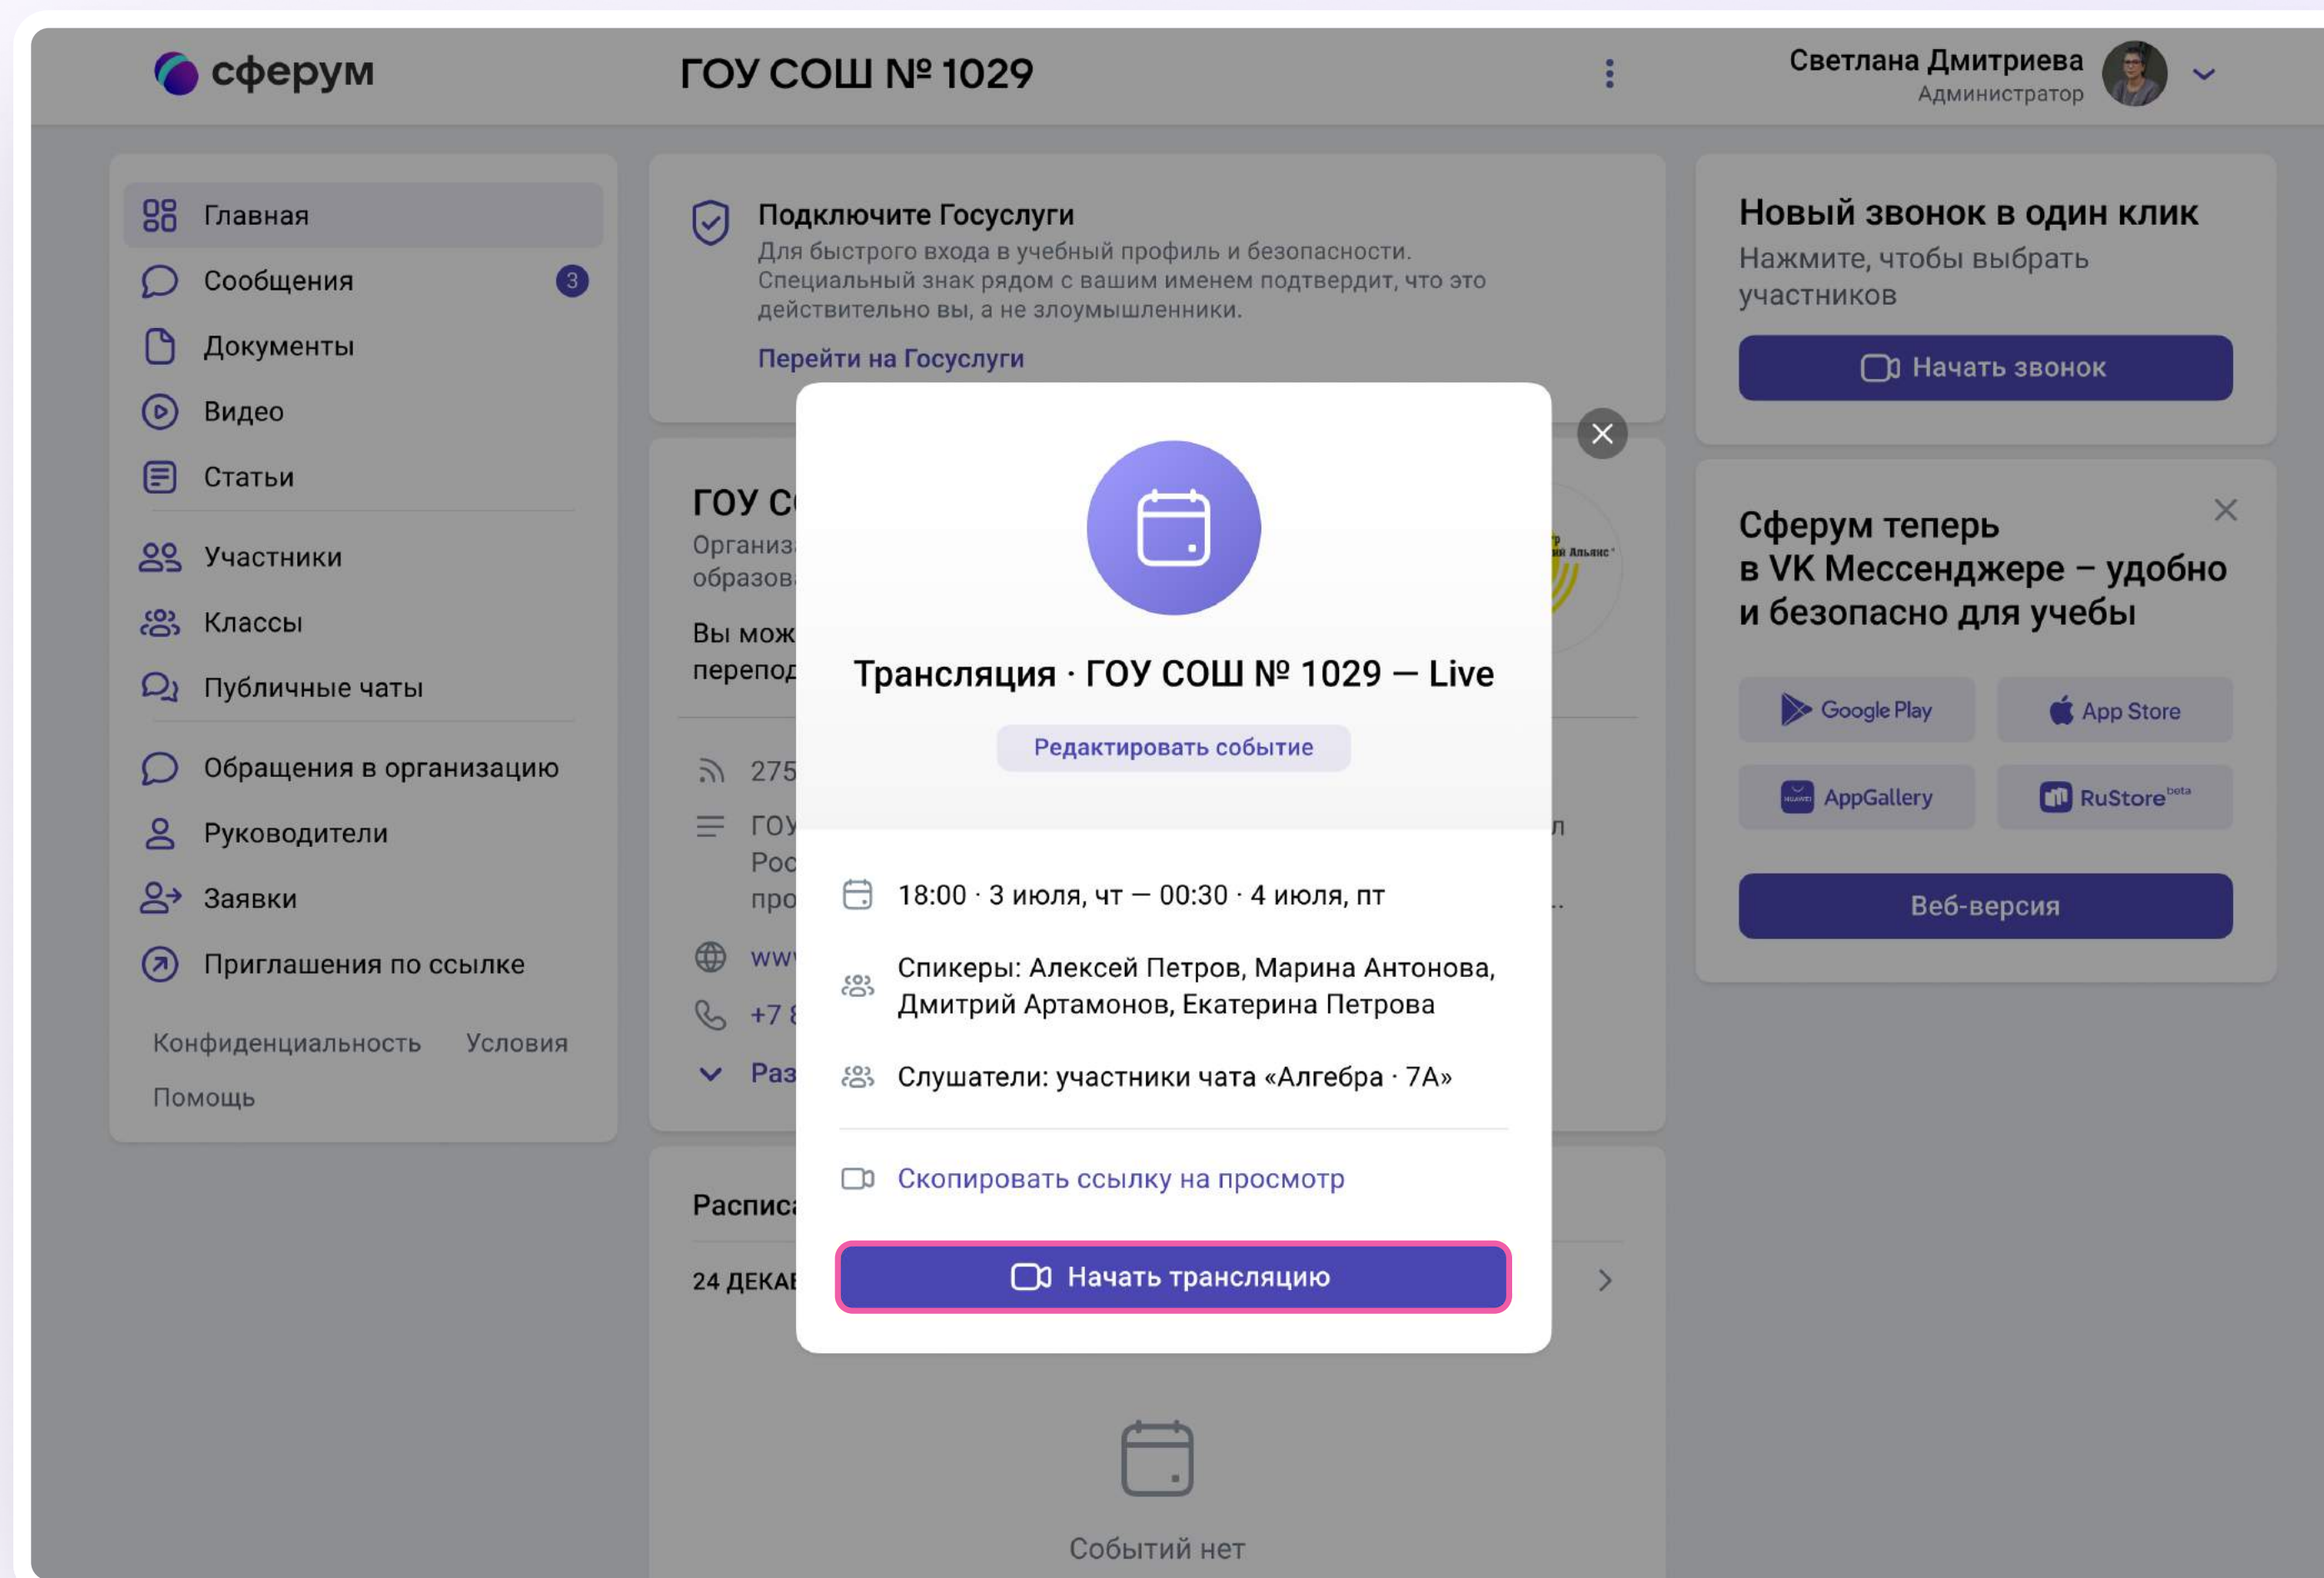 сферум
ГОУ СОШ № 1029
Светлана Дмитриева
Администратор
Главная
Сообщения
3
Документы
Видео
Статьи
Участники
Классы
Публичные чаты
Обращения в организацию
Руководители
Заявки
Приглашения по ссылке
Конфиденциальность Условия
Помощь
Подключите Госуслуги
Для быстрого входа в учебный профиль и безопасности.
Специальный знак рядом с вашим именем подтвердит, что это
действительно вы, а не злоумышленники.
Перейти на Госуслуги
ГОУ
Вы
275
24
Событий нет
Трансляция · ГОУ СОШ № 1029 — Live
Редактировать событие
18:00 · 3 июля, чт — 00:30 · 4 июля, пт
Спикеры: Алексей Петров, Марина Антонова,
Дмитрий Артамонов, Екатерина Петрова
Слушатели: участники чата «Алгебра · 7А»
Скопировать ссылку на просмотр
Начать трансляцию
Новый звонок в один клик
Нажмите, чтобы выбрать
участников
Начать звонок
Сферум теперь
в VK Мессенджере – удобно
и безопасно для учебы
Google Play
App Store
AppGallery
RuStore beta
Веб-версия